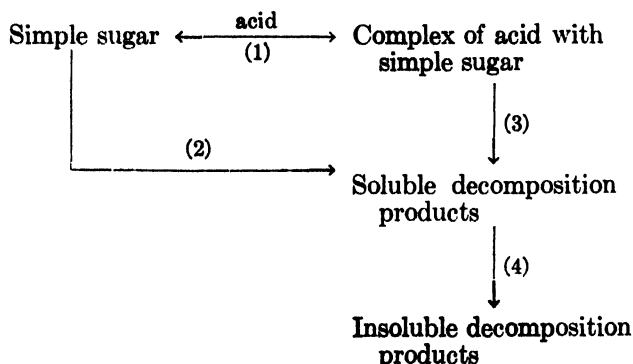 acid
Simple sugar
Complex of acid with
(1)
simple sugar
(3)
(2)
Soluble decomposition
products
(4)
Insoluble decomposition
products